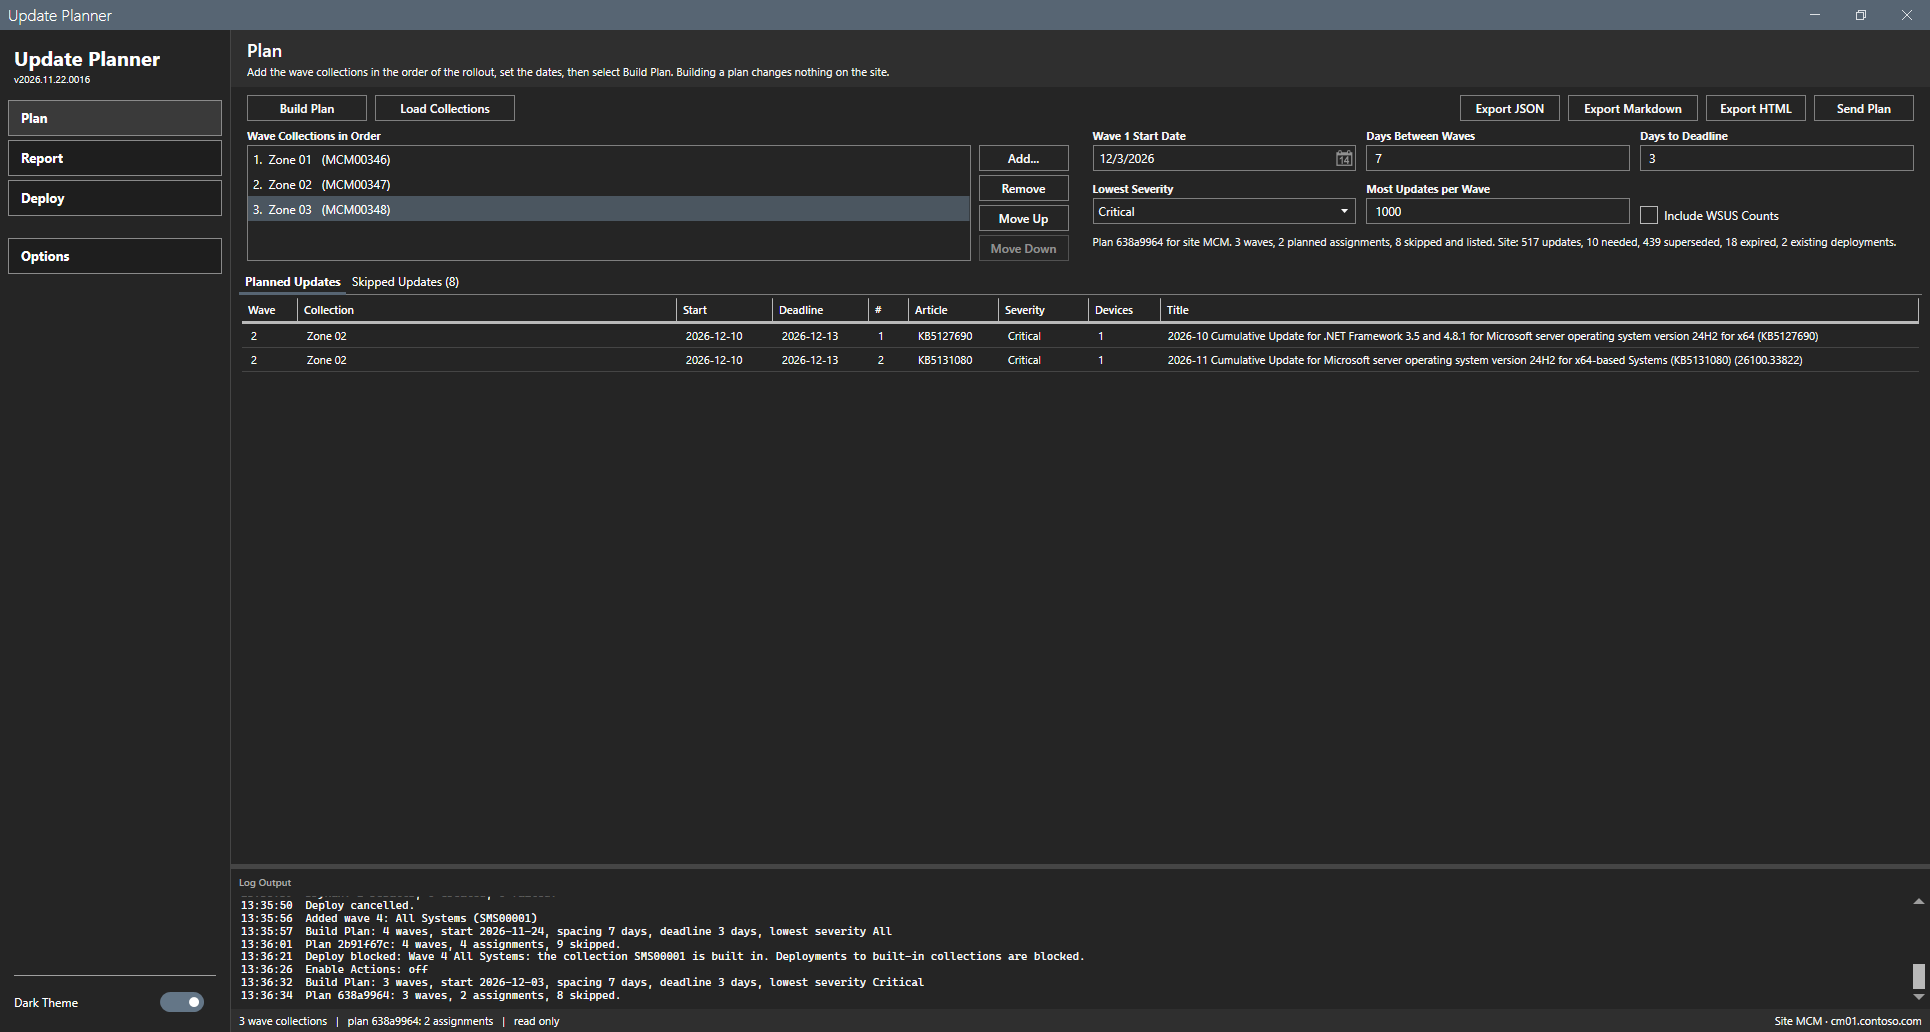 Update Planner
Update Planner
v2026.11.22.0016
Plan
Report
Deploy
Options
Dark Theme
Plan
Add the wave collections in the order of the rollout, set the dates, then select Build Plan. Building a plan changes nothing on the site.
Build Plan
Load Collections
Export JSON
Export Markdown
Export HTML
Send Plan
Wave Collections in Order
1. Zone 01 (MCM00346)
2. Zone 02 (MCM00347)
3. Zone 03 (MCM00348)
Add...
Remove
Move Up
Move Down
Wave 1 Start Date
Days Between Waves
Days to Deadline
12/3/2026
14
7
3
Lowest Severity
Most Updates per Wave
Critical
1000
Include WSUS Counts
Plan 638a9964 for site MCM. 3 waves, 2 planned assignments, 8 skipped and listed. Site: 517 updates, 10 needed, 439 superseded, 18 expired, 2 existing deployments.
Planned Updates
Skipped Updates (8)
Wave Collection Start Deadline # Article Severity Devices Title
2 Zone 02 2026-12-10 2026-12-13 1 KB5127690 Critical 1 2026-10 Cumulative Update for .NET Framework 3.5 and 4.8.1 for Microsoft server operating system version 24H2 for x64 (KB5127690)
2 Zone 02 2026-12-10 2026-12-13 2 KB5131080 Critical 1 2026-11 Cumulative Update for Microsoft server operating system version 24H2 for x64-based Systems (KB5131080) (26100.33822)
Log Output
13:35:50 Deploy cancelled.
13:35:56 Added wave 4: All Systems (SMS00001)
13:35:57 Build Plan: 4 waves, start 2026-11-24, spacing 7 days, deadline 3 days, lowest severity All
13:36:01 Plan 2b91f67c: 4 waves, 4 assignments, 9 skipped.
13:36:21 Deploy blocked: Wave 4 All Systems: the collection SMS00001 is built in. Deployments to built-in collections are blocked.
13:36:26 Enable Actions: off
13:36:32 Build Plan: 3 waves, start 2026-12-03, spacing 7 days, deadline 3 days, lowest severity Critical
13:36:34 Plan 638a9964: 3 waves, 2 assignments, 8 skipped.
3 wave collections | plan 638a9964: 2 assignments | read only
Site MCM · cm01.contoso.com